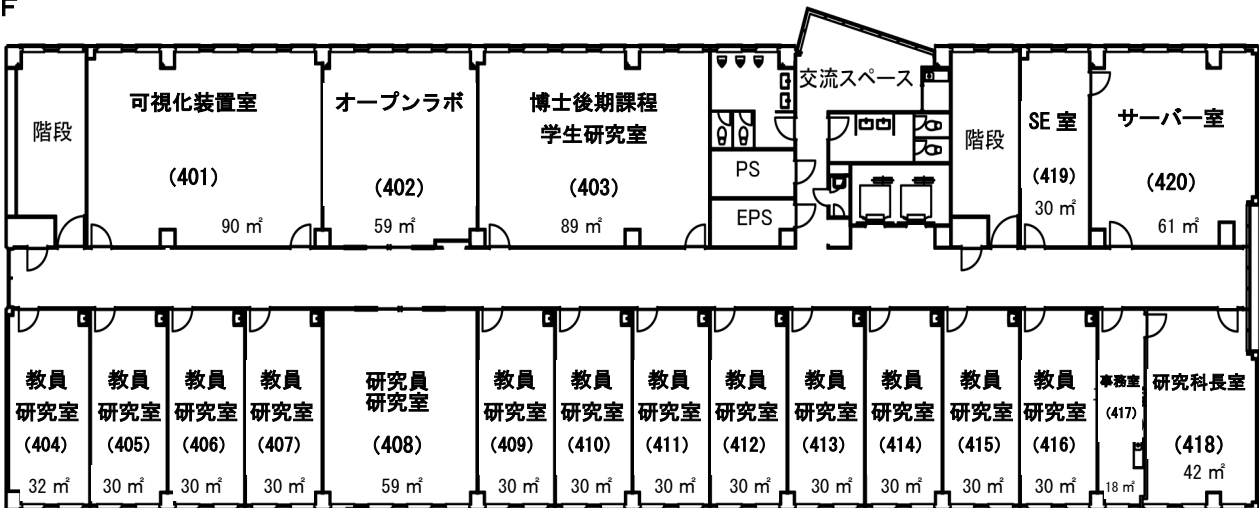 F
階段
可視化装置室
(401)
90 ㎡
オープンラボ
(402)
59 ㎡
博士後期課程
学生研究室
(403)
89 ㎡
PS
EPS
交流スペース
階段
SE 室
(419)
30 ㎡
サーバー室
(420)
61 ㎡
教員
研究室
(404)
32 ㎡
教員
研究室
(405)
30 ㎡
教員
研究室
(406)
30 ㎡
教員
研究室
(407)
30 ㎡
研究員
研究室
(408)
59 ㎡
教員
研究室
(409)
30 ㎡
教員
研究室
(410)
30 ㎡
教員
研究室
(411)
30 ㎡
教員
研究室
(412)
30 ㎡
教員
研究室
(413)
30 ㎡
教員
研究室
(414)
30 ㎡
教員
研究室
(415)
30 ㎡
教員
研究室
(416)
30 ㎡
事務室
(417)
18 ㎡
研究科長室
(418)
42 ㎡